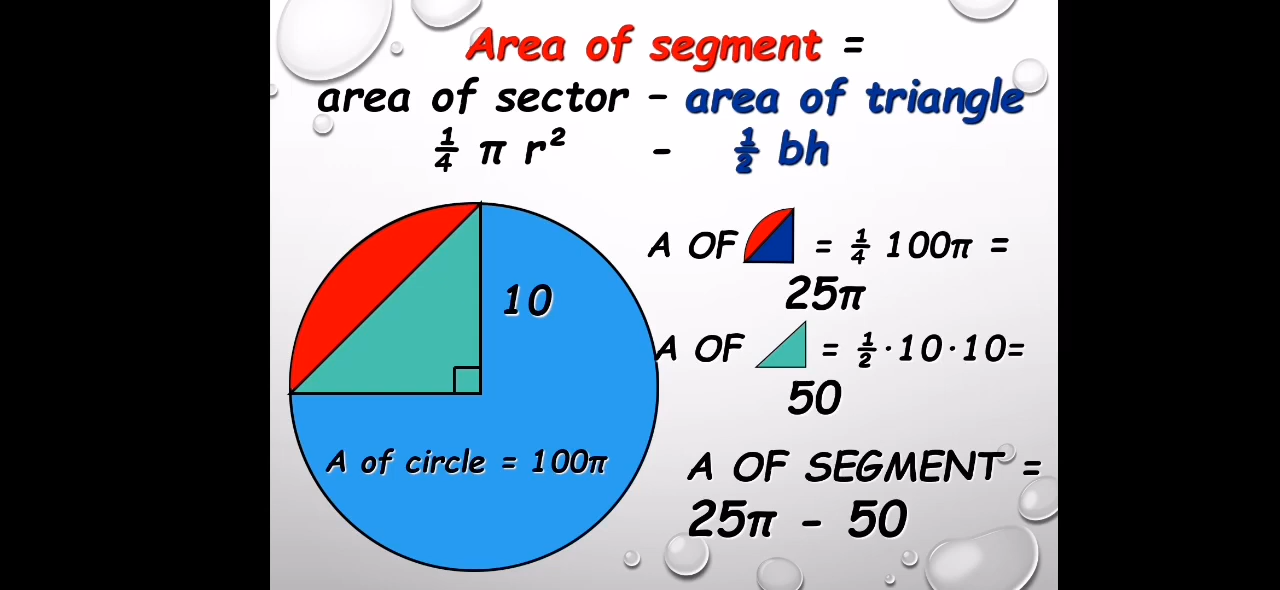 Area of segment =
area of sector – area of triangle
¼ π r² - ½ bh
10
A of circle = 100π
A OF = ¼ 100π =
25π
A OF = ½·10·10=
50
A OF SEGMENT =
25π - 50